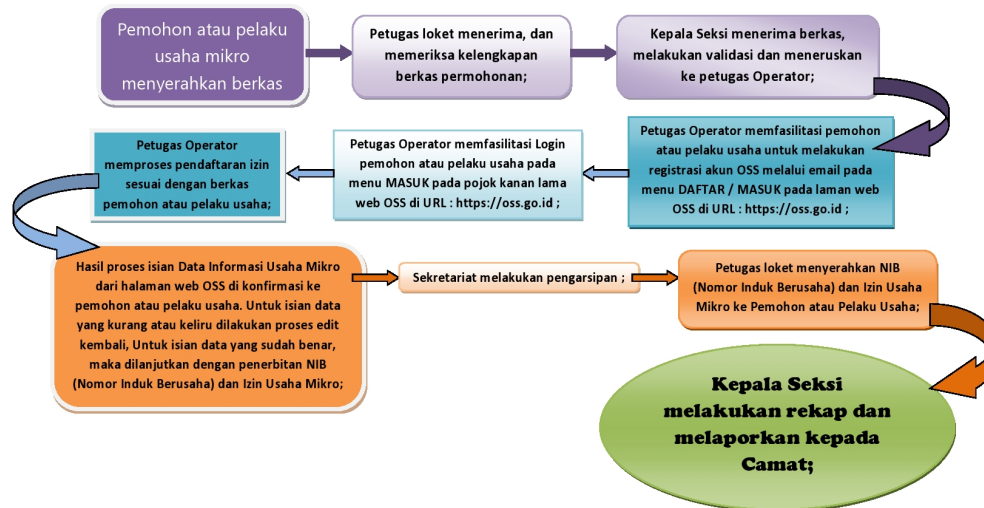 Pemohon atau pelaku
usaha mikro
menyerahkan berkas
Petugas loket menerima, dan
memeriksa kelengkapan
berkas permohonan;
Kepala Seksi menerima berkas,
melakukan validasi dan meneruskan
ke petugas Operator;
Petugas Operator memfasilitasi pemohon
atau pelaku usaha untuk melakukan
registrasi akun OSS melalui email pada
menu DAFTAR / MASUK pada laman web
OSS di URL : https://oss.go.id ;
Petugas Operator memfasilitasi Login
pemohon atau pelaku usaha pada
menu MASUK pada pojok kanan lama
web OSS di URL : https://oss.go.id ;
Petugas Operator
memproses pendaftaran izin
sesuai dengan berkas
pemohon atau pelaku usaha;
Hasil proses isian Data Informasi Usaha Mikro
dari halaman web OSS di konfirmasi ke
pemohon atau pelaku usaha. Untuk isian data
yang kurang atau keliru dilakukan proses edit
kembali, Untuk isian data yang sudah benar,
maka dilanjutkan dengan penerbitan NIB
(Nomor Induk Berusaha) dan Izin Usaha Mikro;
Sekretariat melakukan pengarsipan ;
Petugas loket menyerahkan NIB
(Nomor Induk Berusaha) dan Izin Usaha
Mikro ke Pemohon atau Pelaku Usaha;
Kepala Seksi
melakukan rekap dan
melaporkan kepada
Camat;